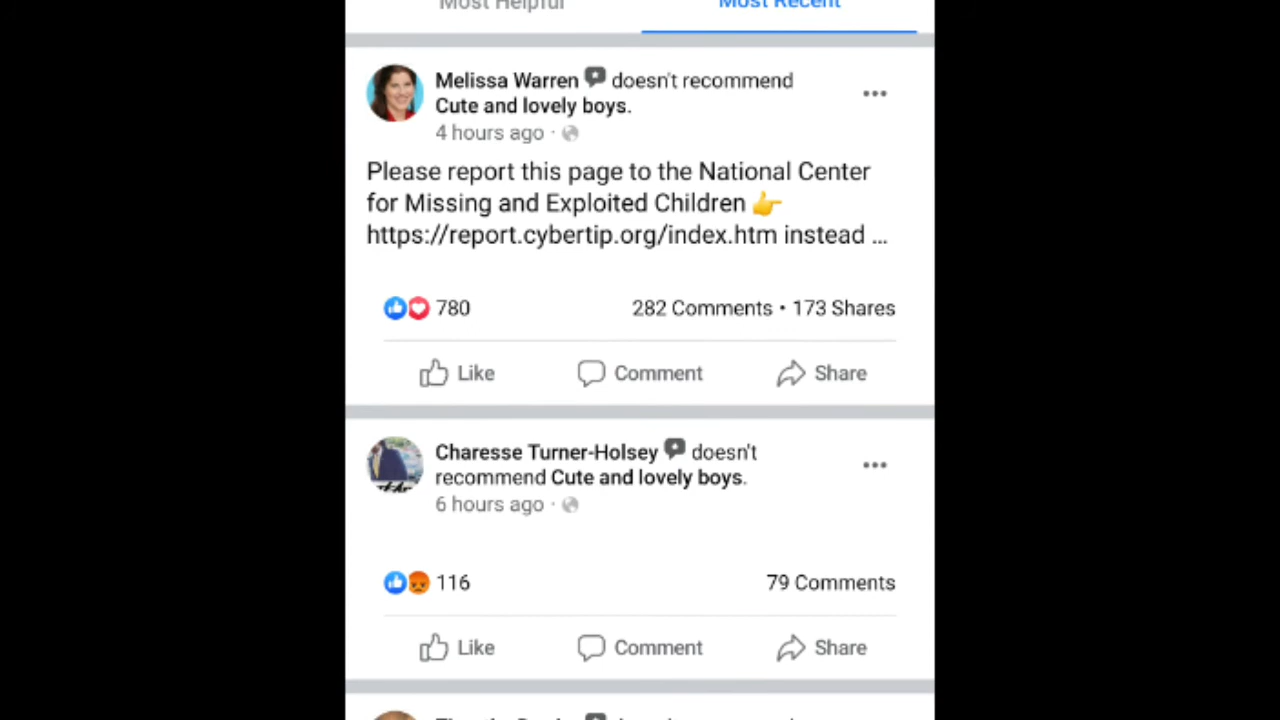 Most Helpful
Most Recent
Melissa Warren doesn't recommend
Cute and lovely boys.
4 hours ago ·
Please report this page to the National Center
for Missing and Exploited Children 👉
https://report.cybertip.org/index.htm instead ...
780
282 Comments • 173 Shares
Like
Comment
Share
Charesse Turner-Holsey doesn't
recommend Cute and lovely boys.
6 hours ago ·
116
79 Comments
Like
Comment
Share